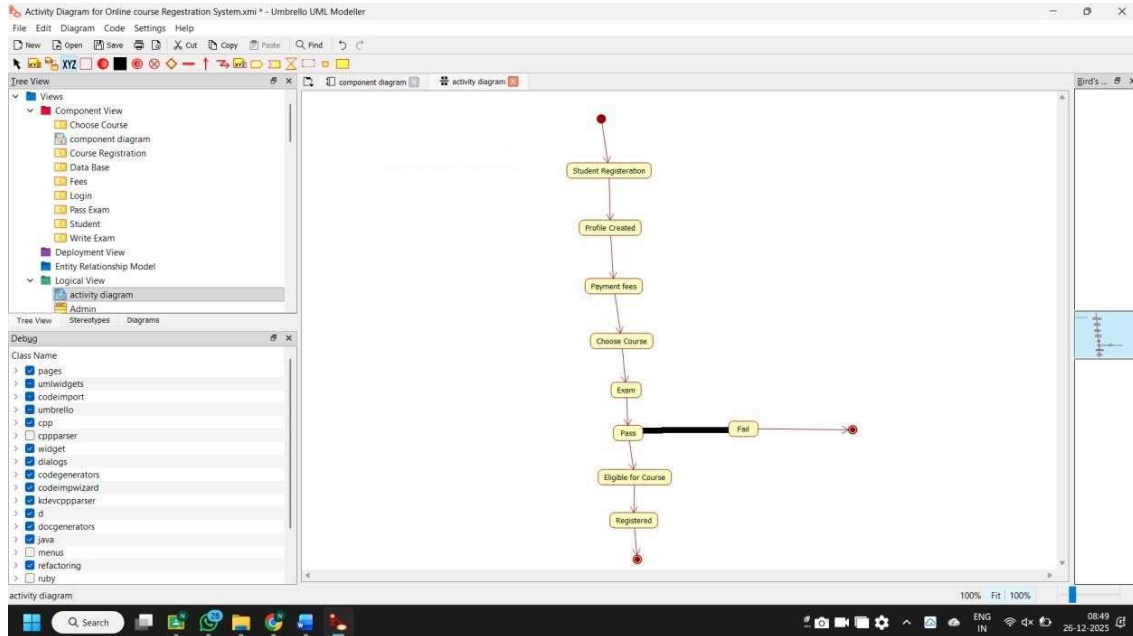 Activity Diagram for Online course Regestration System.xmi * - Umbrello UML Modeller
File Edit Diagram Code Settings Help
New Open Save Cut Copy Paste Find
XYZ
Tree View
component diagram activity diagram
Bird's ...
Views
Component View
Choose Course
component diagram
Course Registration
Data Base
Fees
Login
Pass Exam
Student
Write Exam
Deployment View
Entity Relationship Model
Logical View
activity diagram
Admin
Tree View Stereotypes Diagrams
Debug
Class Name
pages
umlwidgets
codeimport
umbrello
cpp
cppparser
widget
dialogs
codegenerators
codeimpwizard
kdevcppparser
d
docgenerators
java
menus
refactoring
ruby
Student Registeration
Profile Created
Payment fees
Choose Course
Exam
Pass
Fail
Eligible for Course
Registered
activity diagram
100% Fit 100%
Search
28
ENG
IN
08:49
26-12-2025